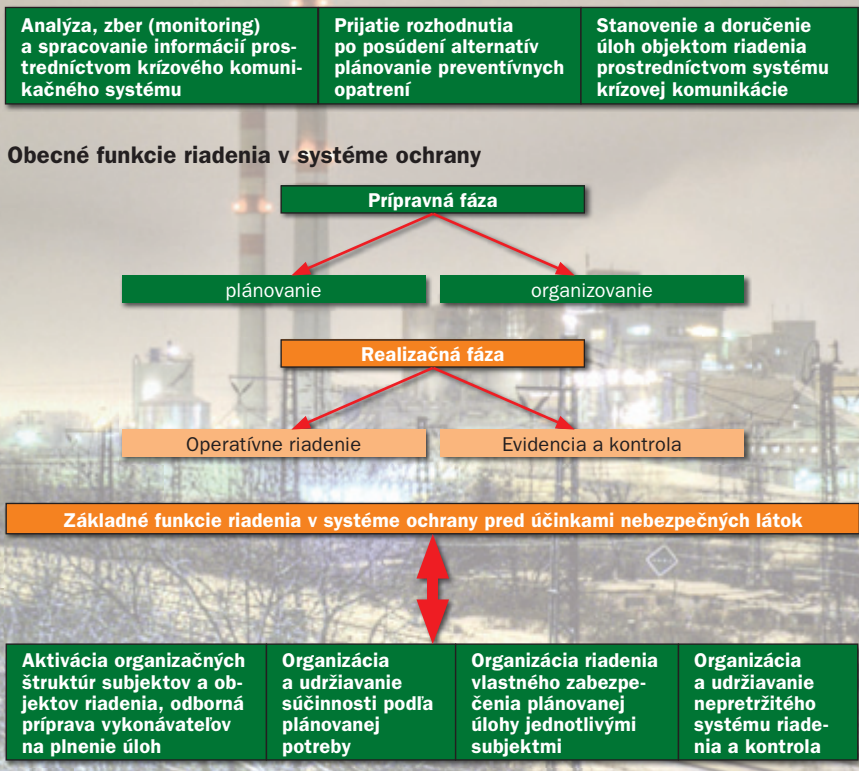 Analýza, zber (monitoring)
a spracovanie informácií pros-
tredníctvom krízového komuni-
kačného systému
Prijatie rozhodnutia
po posúdení alternatív
plánovanie preventívnych
opatrení
Stanovenie a doručenie
úloh objektom riadenia
prostredníctvom systému
krízovej komunikácie
Obecné funkcie riadenia v systéme ochrany
Prípravná fáza
plánovanie
organizovanie
Realizačná fáza
Operatívne riadenie
Evidencia a kontrola
Základné funkcie riadenia v systéme ochrany pred účinkami nebezpečných látok
Aktivácia organizačných
štruktúr subjektov a ob-
jektov riadenia, odborná
príprava vykonávateľov
na plnenie úloh
Organizácia
a udržiavanie
súčinnosti podľa
plánovanej
potreby
Organizácia riadenia
vlastného zabezpe-
čenia plánovanej
úlohy jednotlivými
subjektmi
Organizácia
a udržiavanie
nepretržitého
systému riade-
nia a kontrola